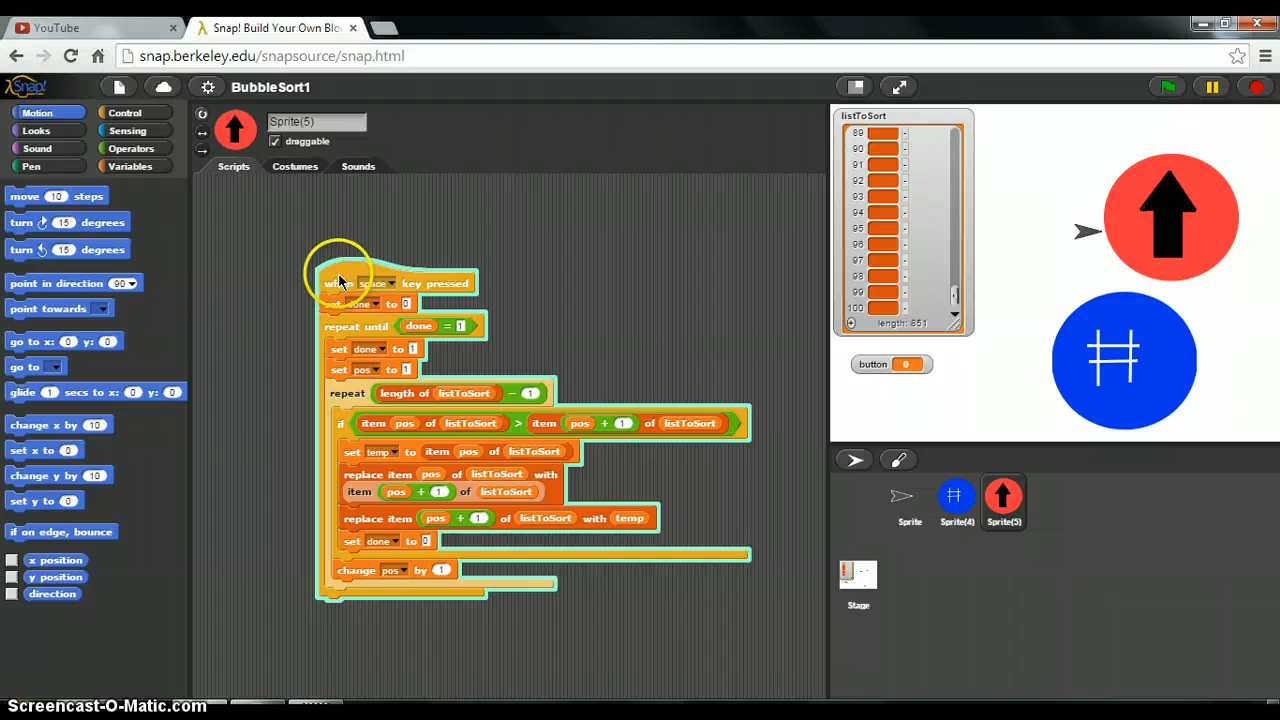 YouTube
Snap! Build Your Own Blo
snap.berkeley.edu/snapsource/snap.html
Snap!
BubbleSort1
Motion Control
Looks Sensing
Sound Operators
Pen Variables
move 10 steps
turn 15 degrees
turn 15 degrees
point in direction 90
point towards
go to x: 0 y: 0
go to
glide 1 secs to x: 0 y: 0
change x by 10
set x to 0
change y by 10
set y to 0
if on edge, bounce
x position
y position
direction
Sprite(5)
draggable
Scripts Costumes Sounds
when space key pressed
set done to 0
repeat until done = 1
set done to 1
set pos to 1
repeat length of listToSort - 1
if item pos of listToSort > item pos + 1 of listToSort
set temp to item pos of listToSort
replace item pos of listToSort with
item pos + 1 of listToSort
replace item pos + 1 of listToSort with temp
set done to 0
change pos by 1
listToSort
89
90
91
92
93
94
95
96
97
98
99
100
length: 851
button 0
Sprite Sprite(4) Sprite(5)
Stage
Screencast-O-Matic.com